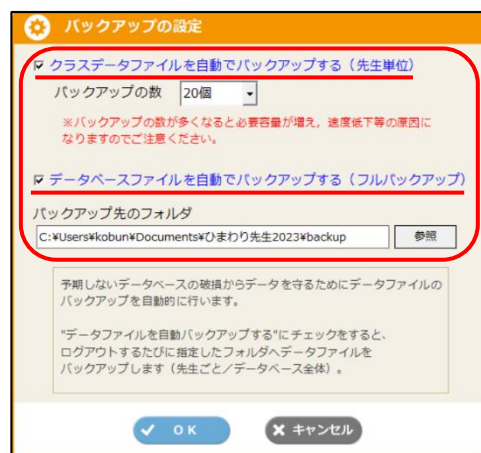 バックアップの設定
クラスデータファイルを自動でバックアップする（先生単位）
バックアップの数 20個
※バックアップの数が多くなると必要容量が増え，速度低下等の原因に
なりますのでご注意ください。
データベースファイルを自動でバックアップする（フルバックアップ）
バックアップ先のフォルダ
C:¥Users¥kobun¥Documents¥ひまわり先生2023¥backup 参照
予期しないデータベースの破損からデータを守るためにデータファイルの
バックアップを自動的に行います。
"データファイルを自動バックアップする"にチェックをすると、
ログアウトするたびに指定したフォルダへデータファイルを
バックアップします（先生ごと／データベース全体）。
OK キャンセル